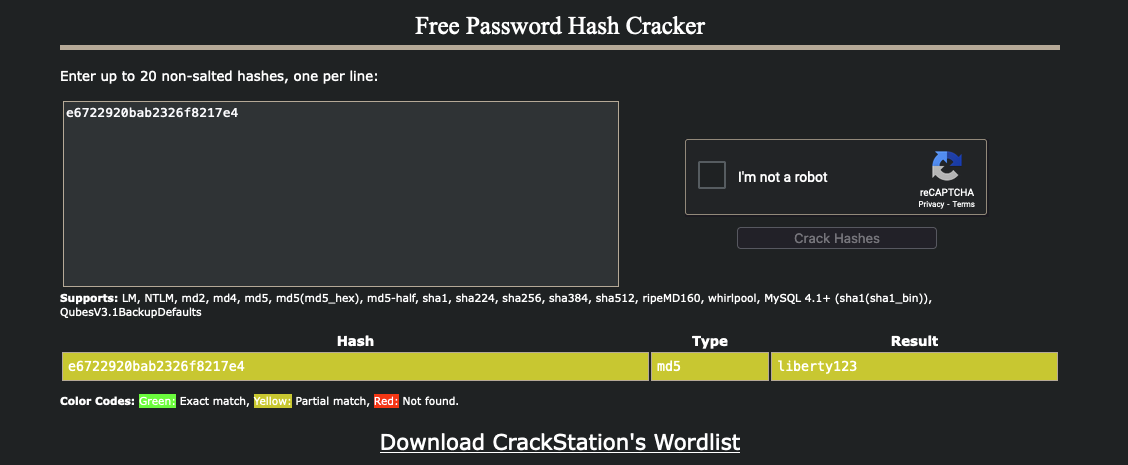 Free Password Hash Cracker
Enter up to 20 non-salted hashes, one per line:
e6722920bab2326f8217e4
I'm not a robot
reCAPTCHA
Privacy - Terms
Crack Hashes
Supports: LM, NTLM, md2, md4, md5, md5(md5_hex), md5-half, sha1, sha224, sha256, sha384, sha512, ripeMD160, whirlpool, MySQL 4.1+ (sha1(sha1_bin)),
QubesV3.1BackupDefaults
Hash Type Result
e6722920bab2326f8217e4 md5 liberty123
Color Codes: Green: Exact match, Yellow: Partial match, Red: Not found.
Download CrackStation's Wordlist